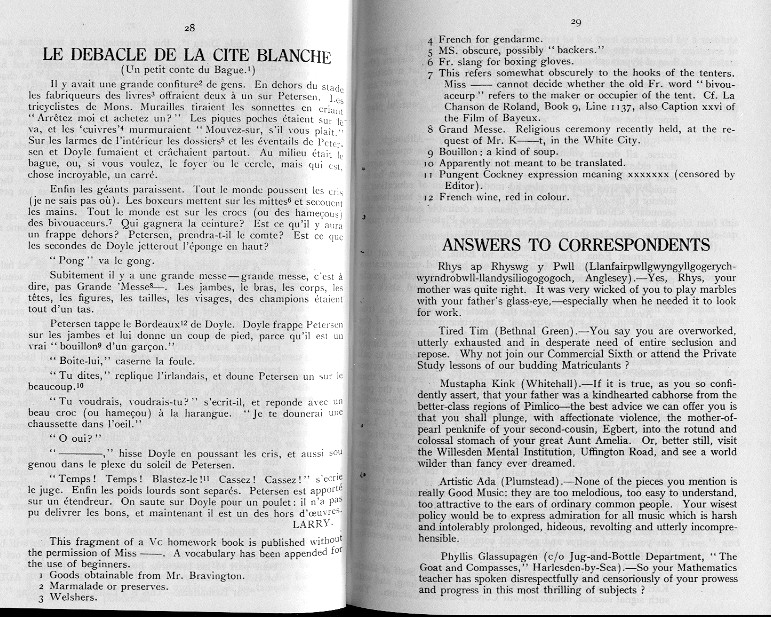 28
LE DEBACLE DE LA CITE BLANCHE
(Un petit conte du Bague.¹)
Il y avait une grande confiture² de gens. En dehors du stade
les fabriqueurs des livres³ offraient deux à un sur Petersen. Les
tricyclistes de Mons. Murailles tiraient les sonnettes en criant
"Arrêtez moi et achetez un?" Les piques poches étaient sur le
va, et les 'cuivres'⁴ murmuraient "Mouvez-sur, s'il vous plait."
Sur les larmes de l'intérieur les dossiers⁵ et les éventails de Peter-
sen et Doyle fumaient et crâchaient partout. Au milieu était le
bague, ou, si vous voulez, le foyer ou le cercle, mais qui est,
chose incroyable, un carré.
Enfin les géants paraissent. Tout le monde poussent les cris
(je ne sais pas où). Les boxeurs mettent sur les mittes⁶ et secouent
les mains. Tout le monde est sur les crocs (ou des hameçous)
des bivouaceurs.⁷ Qui gagnera la ceinture? Est ce qu'il y aura
un frappe dehors? Petersen, prendra-t-il le comte? Est ce que
les secondes de Doyle jetterout l'éponge en haut?
"Pong" va le gong.
Subitement il y a une grande messe—grande messe, c'est à
dire, pas Grande 'Messe⁸—. Les jambes, le bras, les corps, les
têtes, les figures, les tailles, les visages, des champions étaient
tout d'un tas.
Petersen tappe le Bordeaux¹² de Doyle. Doyle frappe Petersen
sur les jambes et lui donne un coup de pied, parce qu'il est un
vrai "bouillon⁹ d'un garçon."
"Boite-lui," caserne la foule.
"Tu dites," replique l'irlandais, et doune Petersen un sur le
beaucoup.¹⁰
"Tu voudrais, voudrais-tu?" s'ecrit-il, et reponde avec un
beau croc (ou hameçou) à la harangue. "Je te dounerai une
chaussette dans l'oeil."
"O oui?"
"———," hisse Doyle en poussant les cris, et aussi sou
genou dans le plexe du soleil de Petersen.
"Temps! Temps! Blastez-le!¹¹ Cassez! Cassez!" s'ecrie
le juge. Enfin les poids lourds sont separés. Petersen est apporté
sur un étendreur. On saute sur Doyle pour un poulet: il n'a pas
pu delivrer les bons, et maintenant il est un des hors d'œuvres.
LARRY.
This fragment of a Vc homework book is published without
the permission of Miss ——. A vocabulary has been appended for
the use of beginners.
1 Goods obtainable from Mr. Bravington.
2 Marmalade or preserves.
3 Welshers.
29
4 French for gendarme.
5 MS. obscure, possibly "backers."
6 Fr. slang for boxing gloves.
7 This refers somewhat obscurely to the hooks of the tenters.
Miss —— cannot decide whether the old Fr. word "bivou-
aceurp" refers to the maker or occupier of the tent. Cf. La
Chanson de Roland, Book 9, Line 1137, also Caption xxvi of
the Film of Bayeux.
8 Grand Messe. Religious ceremony recently held, at the re-
quest of Mr. K——t, in the White City.
9 Bouillon; a kind of soup.
10 Apparently not meant to be translated.
11 Pungent Cockney expression meaning xxxxxxx (censored by
Editor).
12 French wine, red in colour.
ANSWERS TO CORRESPONDENTS
Rhys ap Rhyswg y Pwll (Llanfairpwllgwyngyllgogerych-
wyrndrobwll-llandysiliogogogoch, Anglesey).—Yes, Rhys, your
mother was quite right. It was very wicked of you to play marbles
with your father's glass-eye,—especially when he needed it to look
for work.
Tired Tim (Bethnal Green).—You say you are overworked,
utterly exhausted and in desperate need of entire seclusion and
repose. Why not join our Commercial Sixth or attend the Private
Study lessons of our budding Matriculants?
Mustapha Kink (Whitehall).—If it is true, as you so confi-
dently assert, that your father was a kindhearted cabhorse from the
better-class regions of Pimlico—the best advice we can offer you is
that you shall plunge, with affectionate violence, the mother-of-
pearl penknife of your second-cousin, Egbert, into the rotund and
colossal stomach of your great Aunt Amelia. Or, better still, visit
the Willesden Mental Institution, Uffington Road, and see a world
wilder than fancy ever dreamed.
Artistic Ada (Plumstead).—None of the pieces you mention is
really Good Music: they are too melodious, too easy to understand,
too attractive to the ears of ordinary common people. Your wisest
policy would be to express admiration for all music which is harsh
and intolerably prolonged, hideous, revolting and utterly incompre-
hensible.
Phyllis Glassupagen (c/o Jug-and-Bottle Department, "The
Goat and Compasses," Harlesden-by-Sea).—So your Mathematics
teacher has spoken disrespectfully and censoriously of your prowess
and progress in this most thrilling of subjects?